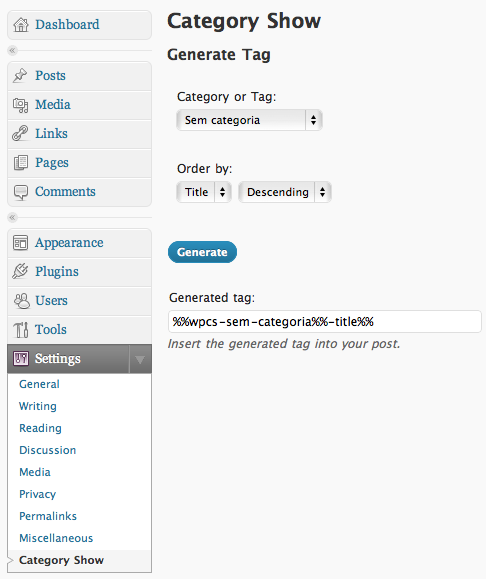 Dashboard
Posts
Media
Links
Pages
Comments
Appearance
Plugins
Users
Tools
Settings
General
Writing
Reading
Discussion
Media
Privacy
Permalinks
Miscellaneous
Category Show
Category Show
Generate Tag
Category or Tag:
Sem categoria
Order by:
Title Descending
Generate
Generated tag:
%%wpcs-sem-categoria%%-title%%
Insert the generated tag into your post.